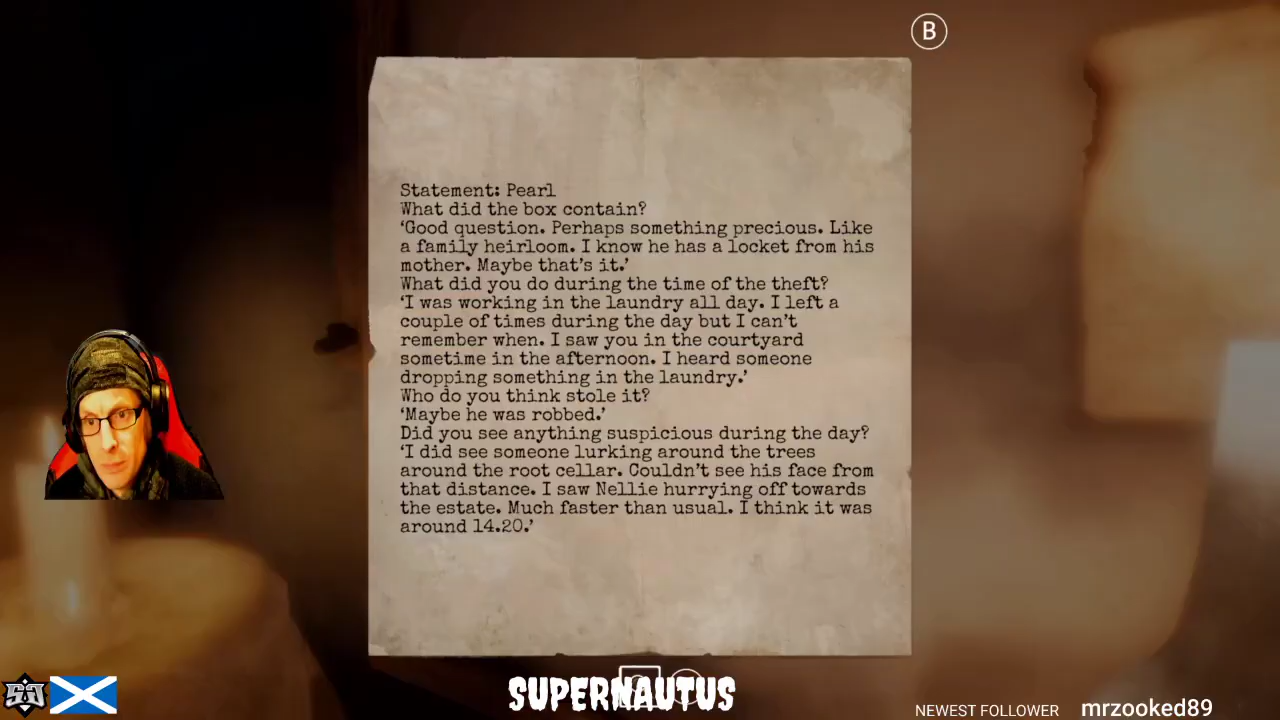 B
Statement: Pearl
What did the box contain?
‘Good question. Perhaps something precious. Like
a family heirloom. I know he has a locket from his
mother. Maybe that’s it.’
What did you do during the time of the theft?
‘I was working in the laundry all day. I left a
couple of times during the day but I can’t
remember when. I saw you in the courtyard
sometime in the afternoon. I heard someone
dropping something in the laundry.’
Who do you think stole it?
‘Maybe he was robbed.’
Did you see anything suspicious during the day?
‘I did see someone lurking around the trees
around the root cellar. Couldn’t see his face from
that distance. I saw Nellie hurrying off towards
the estate. Much faster than usual. I think it was
around 14.20.’
SUPERNAUTUS
NEWEST FOLLOWER mrzooked89